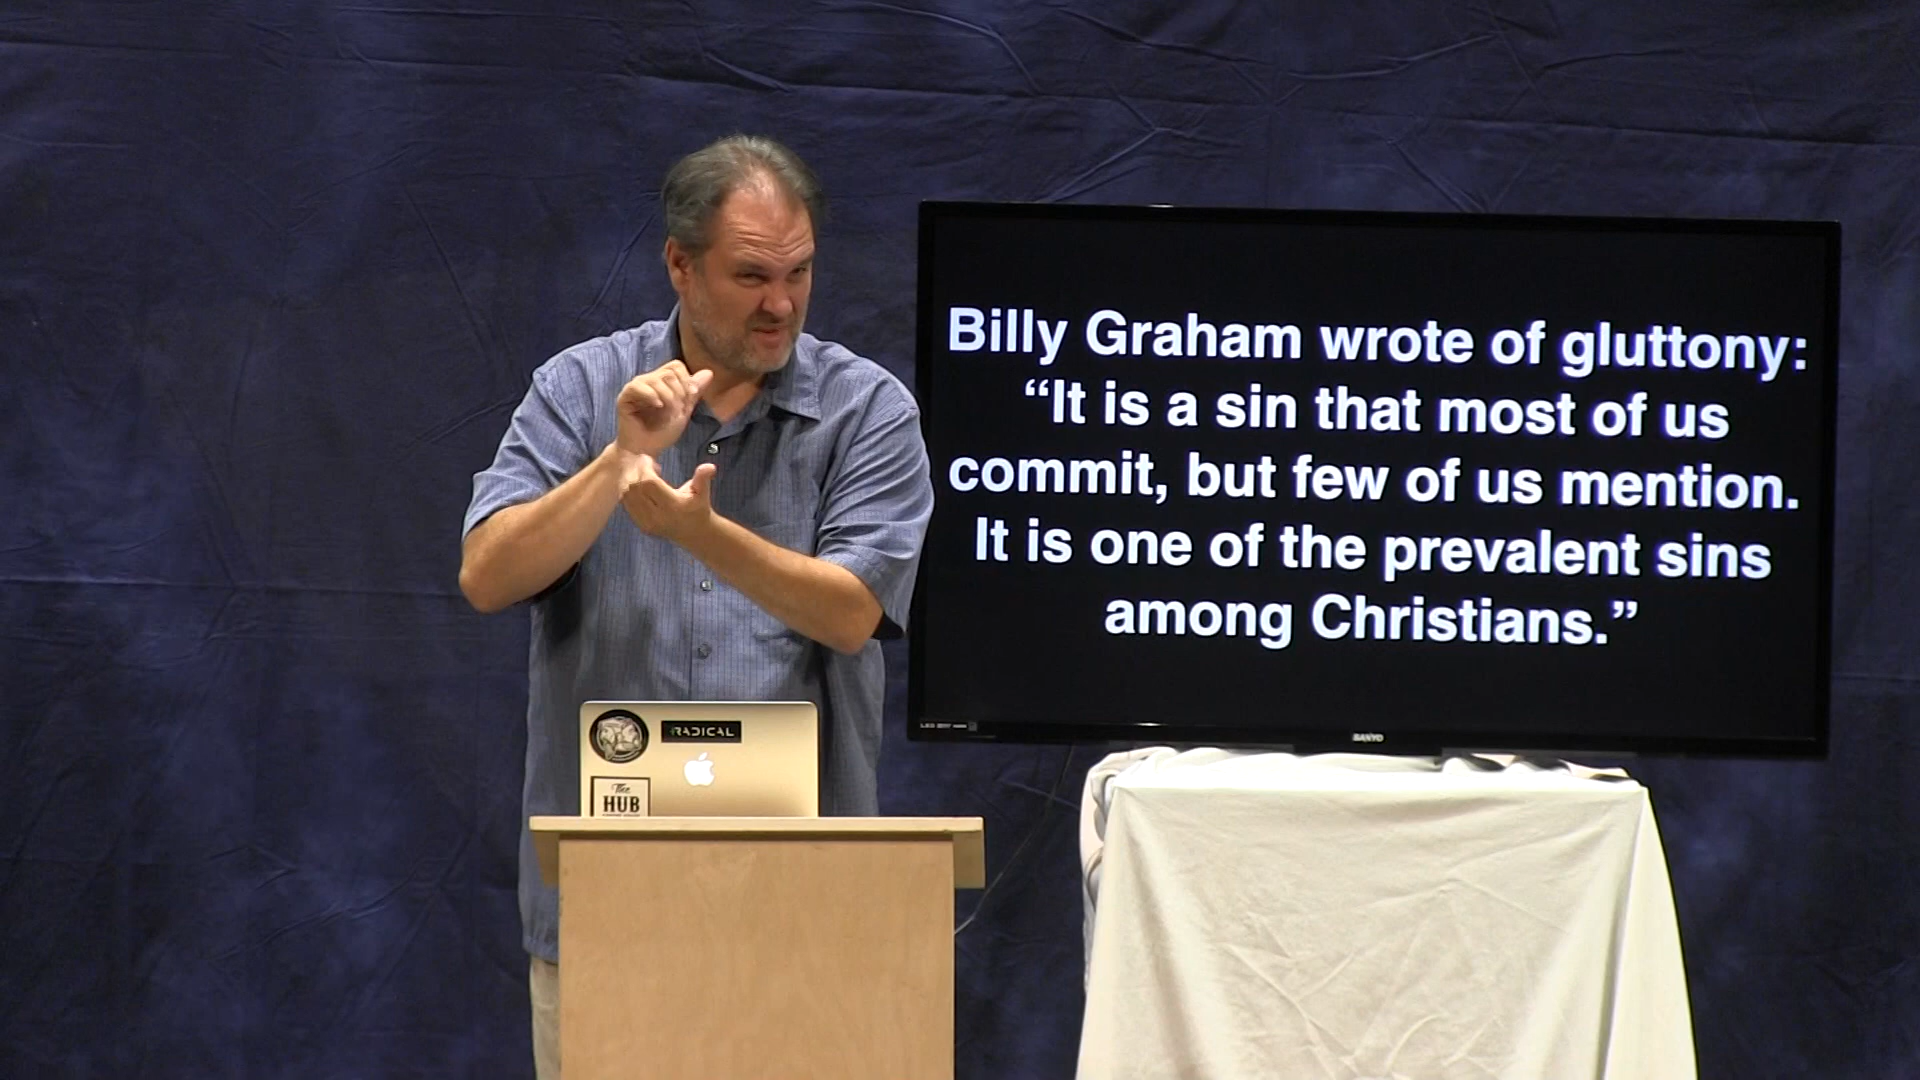 Billy Graham wrote of gluttony:
“It is a sin that most of us
commit, but few of us mention.
It is one of the prevalent sins
among Christians.”
SANYO
RADICAL
The
HUB